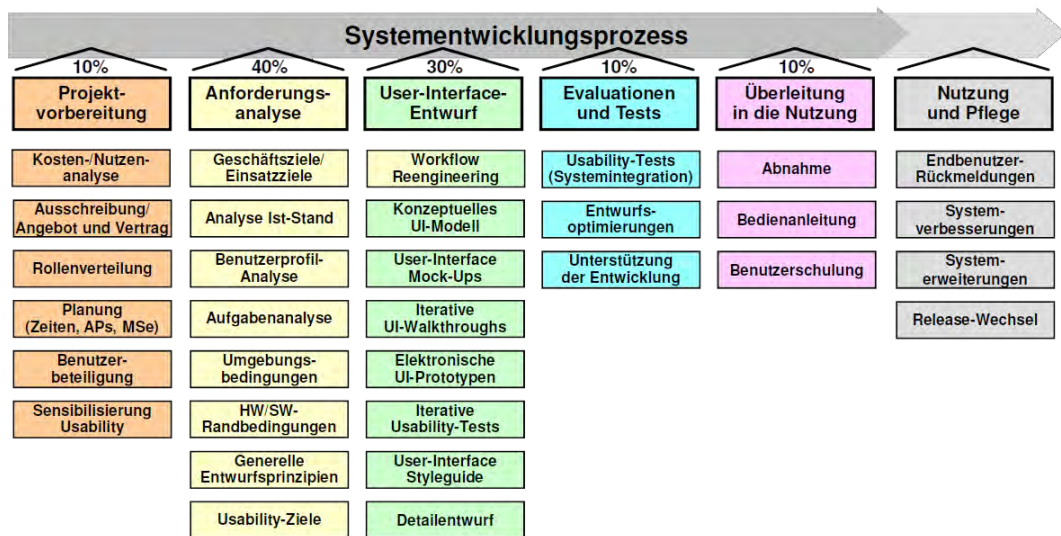 Systementwicklungsprozess
10%
Projekt-
vorbereitung
Kosten-/Nutzen-
analyse
Ausschreibung/
Angebot und Vertrag
Rollenverteilung
Planung
(Zeiten, APs, MSe)
Benutzer-
beteiligung
Sensibilisierung
Usability
40%
Anforderungs-
analyse
Geschäftsziele/
Einsatzziele
Analyse Ist-Stand
Benutzerprofil-
Analyse
Aufgabenanalyse
Umgebungs-
bedingungen
HW/SW-
Randbedingungen
Generelle
Entwurfsprinzipien
Usability-Ziele
30%
User-Interface-
Entwurf
Workflow
Reengineering
Konzeptuelles
UI-Modell
User-Interface
Mock-Ups
Iterative
UI-Walkthroughs
Elektronische
UI-Prototypen
Iterative
Usability-Tests
User-Interface
Styleguide
Detailentwurf
10%
Evaluationen
und Tests
Usability-Tests
(Systemintegration)
Entwurfs-
optimierungen
Unterstützung
der Entwicklung
10%
Überleitung
in die Nutzung
Abnahme
Bedienanleitung
Benutzerschulung
Nutzung
und Pflege
Endbenutzer-
Rückmeldungen
System-
verbesserungen
System-
erweiterungen
Release-Wechsel